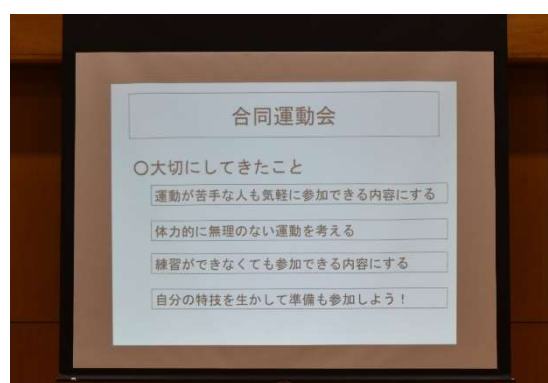 合同運動会
〇大切にしてきたこと
運動が苦手な人も気軽に参加できる内容にする
体力的に無理のない運動を考える
練習ができなくても参加できる内容にする
自分の特技を生かして準備も参加しよう！